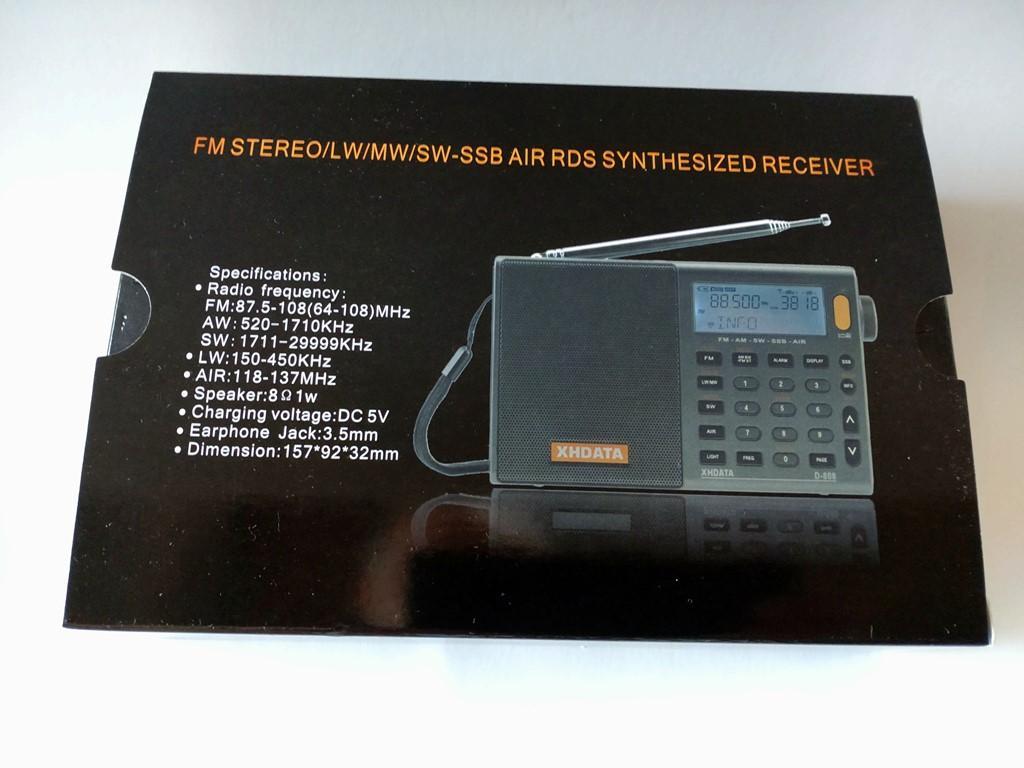 FM STEREO/LW/MW/SW-SSB AIR RDS SYNTHESIZED RECEIVER
Specifications:
• Radio frequency:
FM:87.5-108(64-108)MHz
AW: 520-1710KHz
SW: 1711-29999KHz
• LW:150-450KHz
• AIR:118-137MHz
• Speaker:8Ω1w
• Charging voltage:DC 5V
• Earphone Jack:3.5mm
• Dimension:157*92*32mm
88500 3818
INFO
FM-AM-SW-SSB-AIR
FM ALARM DISPLAY SSB
LW/MW 1 2 3 INFO
SW 4 5 6
AIR 7 8 9
LIGHT FREQ 0 PAGE
XHDATA
XHDATA D-808